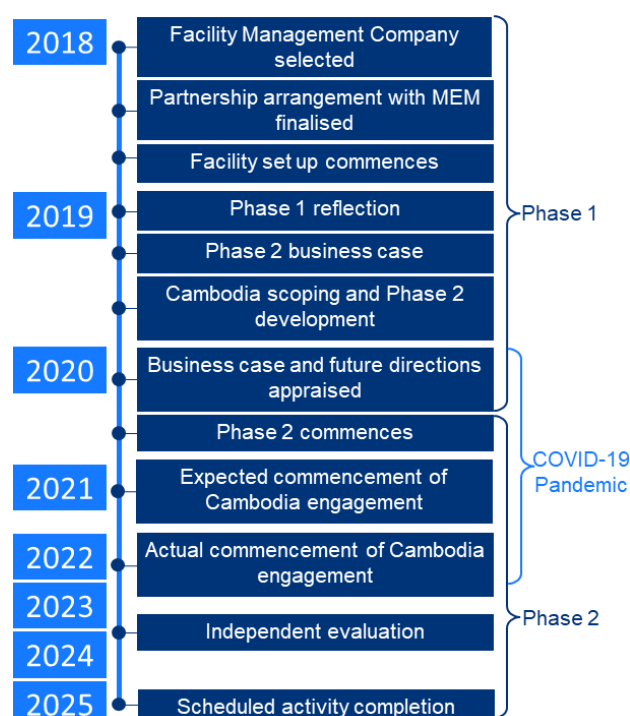 2018
Facility Management Company
selected
Partnership arrangement with MEM
finalised
Facility set up commences
2019
Phase 1 reflection
Phase 1
Phase 2 business case
Cambodia scoping and Phase 2
development
2020
Business case and future directions
appraised
Phase 2 commences
COVID-19
Pandemic
2021
Expected commencement of
Cambodia engagement
2022
Actual commencement of Cambodia
engagement
2023
Independent evaluation
Phase 2
2024
2025
Scheduled activity completion